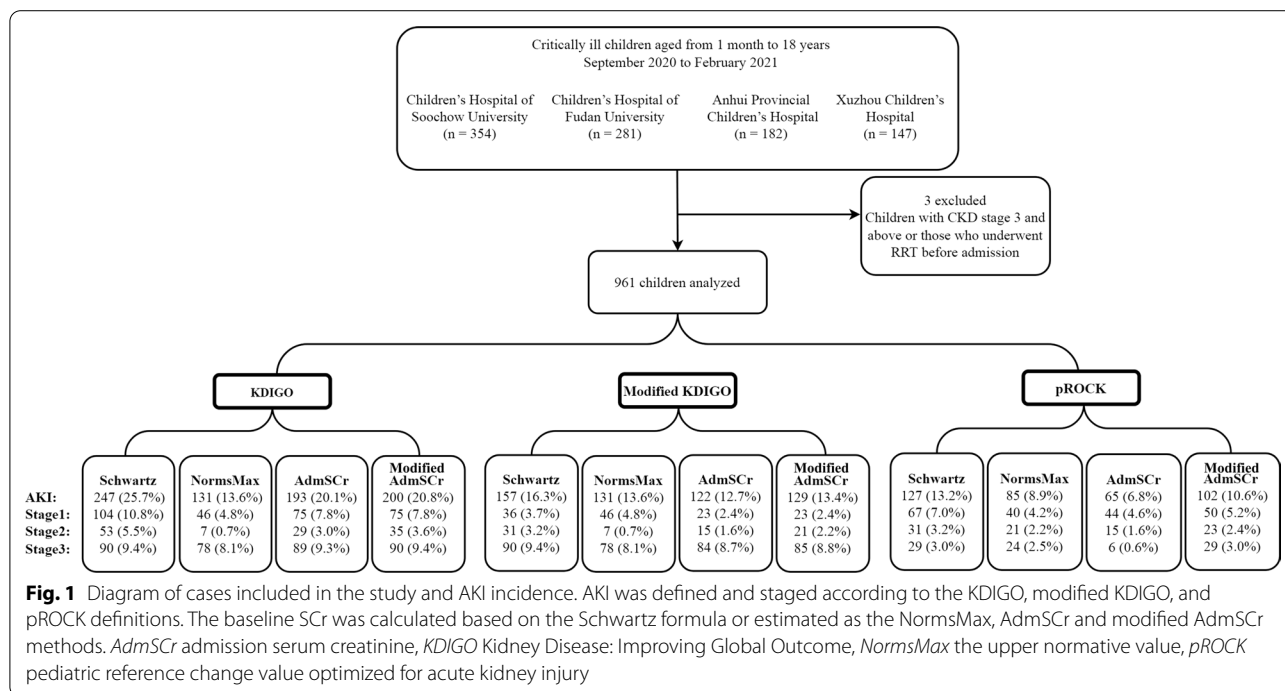 Critically ill children aged from 1 month to 18 years
September 2020 to February 2021
Children's Hospital of
Soochow University
(n = 354)
Children's Hospital of
Fudan University
(n = 281)
Anhui Provincial
Children's Hospital
(n = 182)
Xuzhou Children's
Hospital
(n = 147)
3 excluded
Children with CKD stage 3 and
above or those who underwent
RRT before admission
961 children analyzed
KDIGO
Modified KDIGO
pROCK
AKI:
Stage1:
Stage2:
Stage3:
Schwartz
247 (25.7%)
104 (10.8%)
53 (5.5%)
90 (9.4%)
NormsMax
131 (13.6%)
46 (4.8%)
7 (0.7%)
78 (8.1%)
AdmSCr
193 (20.1%)
75 (7.8%)
29 (3.0%)
89 (9.3%)
Modified
AdmSCr
200 (20.8%)
75 (7.8%)
35 (3.6%)
90 (9.4%)
Schwartz
157 (16.3%)
36 (3.7%)
31 (3.2%)
90 (9.4%)
NormsMax
131 (13.6%)
46 (4.8%)
7 (0.7%)
78 (8.1%)
AdmSCr
122 (12.7%)
23 (2.4%)
15 (1.6%)
84 (8.7%)
Modified
AdmSCr
129 (13.4%)
23 (2.4%)
21 (2.2%)
85 (8.8%)
Schwartz
127 (13.2%)
67 (7.0%)
31 (3.2%)
29 (3.0%)
NormsMax
85 (8.9%)
40 (4.2%)
21 (2.2%)
24 (2.5%)
AdmSCr
65 (6.8%)
44 (4.6%)
15 (1.6%)
6 (0.6%)
Modified
AdmSCr
102 (10.6%)
50 (5.2%)
23 (2.4%)
29 (3.0%)
Fig. 1 Diagram of cases included in the study and AKI incidence. AKI was defined and staged according to the KDIGO, modified KDIGO, and
pROCK definitions. The baseline SCr was calculated based on the Schwartz formula or estimated as the NormsMax, AdmSCr and modified AdmSCr
methods. AdmSCr admission serum creatinine, KDIGO Kidney Disease: Improving Global Outcome, NormsMax the upper normative value, pROCK
pediatric reference change value optimized for acute kidney injury